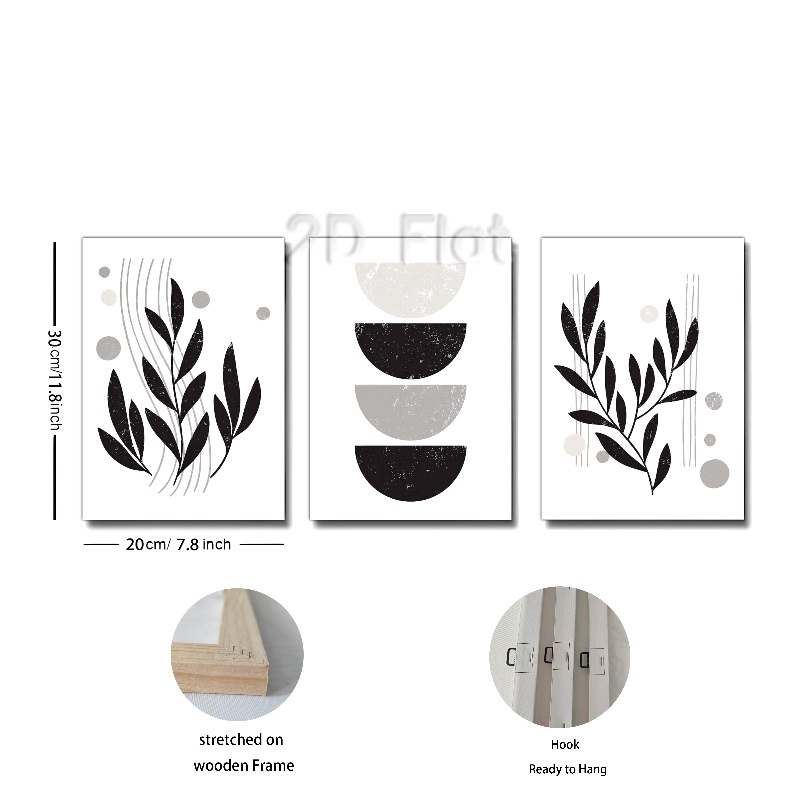 2D Flat
30cm/11.8inch
20cm/ 7.8 inch
stretched on
wooden Frame
Hook
Ready to Hang